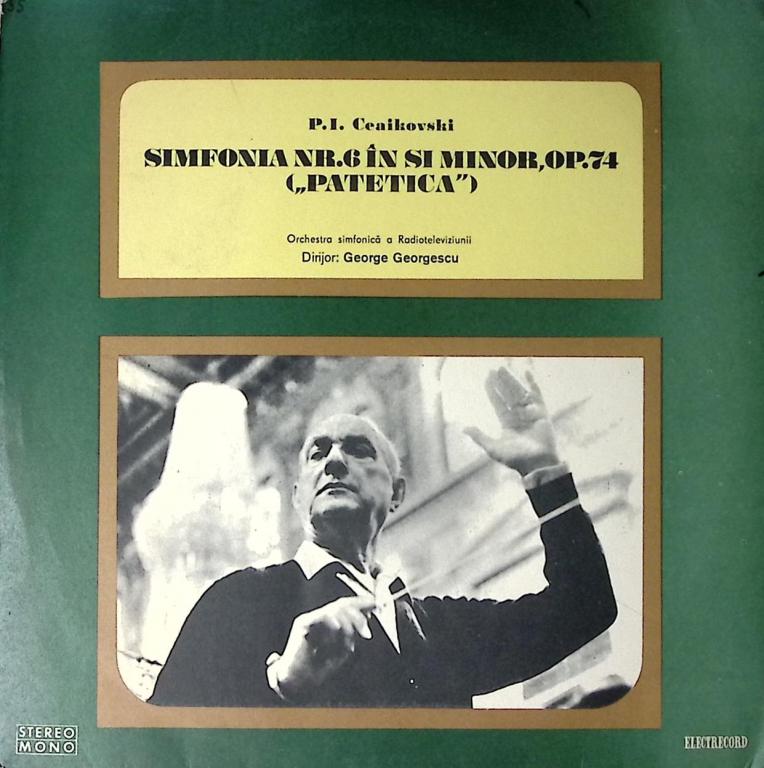 P.I. Ceaikovski
SIMFONIA NR.6 ÎN SI MINOR,OP.74
(„PATETICA”)
Orchestra simfonică a Radioteleviziunii
Dirijor: George Georgescu
STEREO
MONO
ELECTRECORD